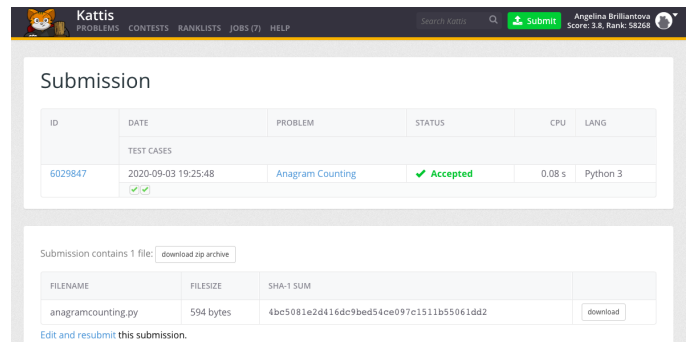 Kattis
PROBLEMS CONTESTS RANKLISTS JOBS (7) HELP
Search Kattis
Submit
Angelina Brilliantova
Score: 3.8, Rank: 58268
Submission
ID DATE PROBLEM STATUS CPU LANG
TEST CASES
6029847 2020-09-03 19:25:48 Anagram Counting Accepted 0.08 s Python 3
Submission contains 1 file: download zip archive
FILENAME FILESIZE SHA-1 SUM
anagramcounting.py 594 bytes 4bc5081e2d416dc9bed54ce097c1511b55061dd2 download
Edit and resubmit this submission.